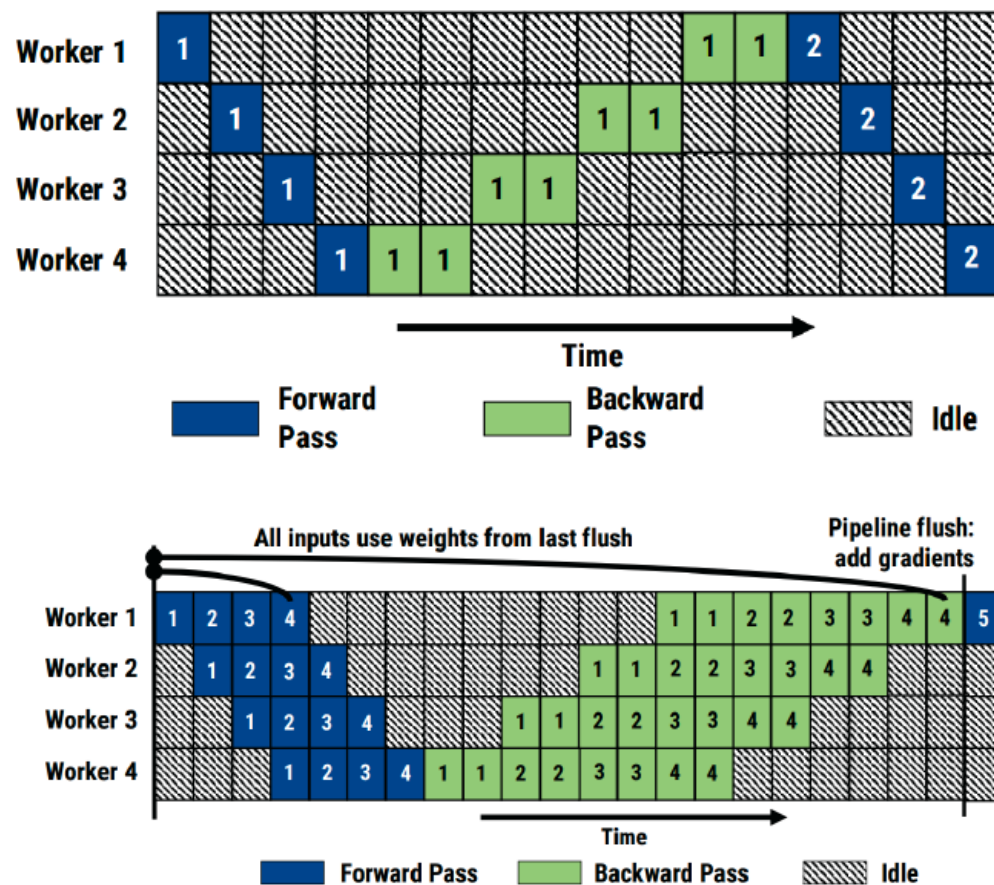 Worker 1 1 1 1 2
Worker 2 1 1 1 2
Worker 3 1 1 1 2
Worker 4 1 1 1 2
Time
Forward Pass
Backward Pass
Idle
All inputs use weights from last flush
Pipeline flush:
add gradients
Worker 1 1 2 3 4 1 1 2 2 3 3 4 4 5
Worker 2 1 2 3 4 1 1 2 2 3 3 4 4
Worker 3 1 2 3 4 1 1 2 2 3 3 4 4
Worker 4 1 2 3 4 1 1 2 2 3 3 4 4
Time
Forward Pass Backward Pass Idle